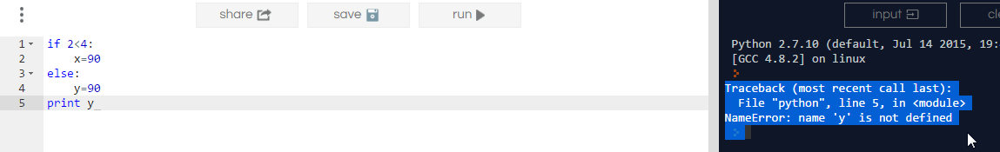 share save run
1 if 2<4:
2 x=90
3 else:
4 y=90
5 print y_
input
Python 2.7.10 (default, Jul 14 2015, 19:
[GCC 4.8.2] on linux
Traceback (most recent call last):
File "python", line 5, in <module>
NameError: name 'y' is not defined